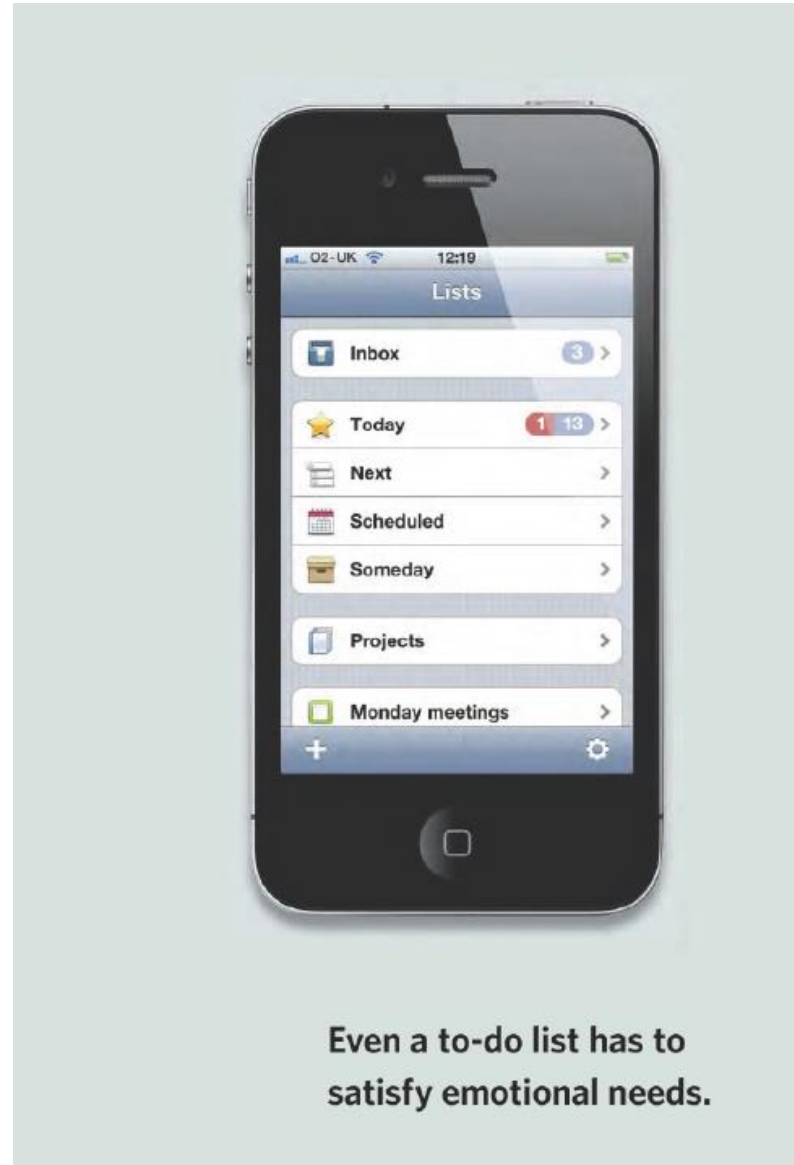 O2-UK 12:19
Lists
Inbox 3
Today 1 13
Next
Scheduled
Someday
Projects
Monday meetings
Even a to-do list has to
satisfy emotional needs.